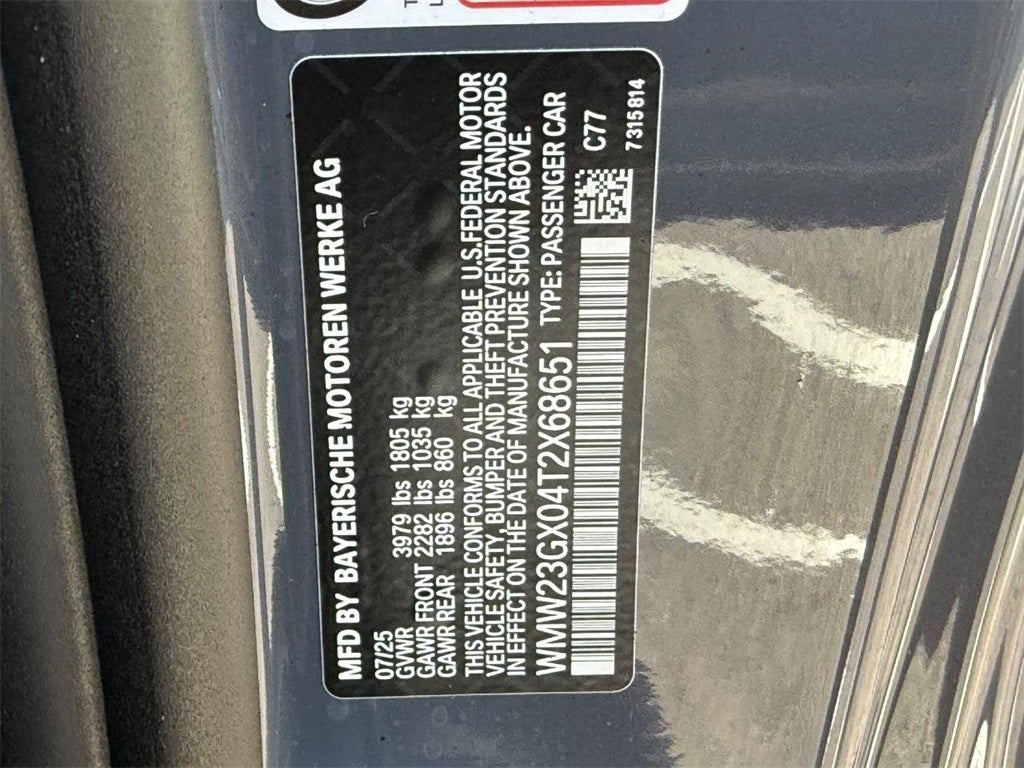 MFD BY BAYERISCHE MOTOREN WERKE AG
07/25
GVWR 3979 lbs 1805 kg
GAWR FRONT 2282 lbs 1035 kg
GAWR REAR 1896 lbs 860 kg
THIS VEHICLE CONFORMS TO ALL APPLICABLE U.S.FEDERAL MOTOR
VEHICLE SAFETY, BUMPER AND THEFT PREVENTION STANDARDS
IN EFFECT ON THE DATE OF MANUFACTURE SHOWN ABOVE.
WMW23GX04T2X68651 TYPE: PASSENGER CAR
C77
7315814